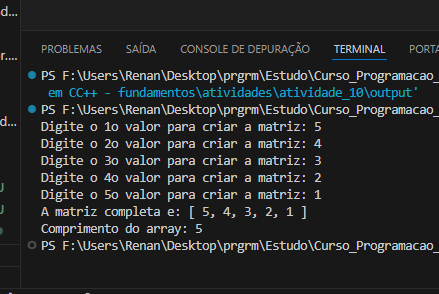 PROBLEMAS SAÍDA CONSOLE DE DEPURAÇÃO TERMINAL
PS F:\Users\Renan\Desktop\prgrm\Estudo\Curso_Programacao_
em CC++ - fundamentos\atividades\atividade_10\output'
PS F:\Users\Renan\Desktop\prgrm\Estudo\Curso_Programacao_
Digite o 1o valor para criar a matriz: 5
Digite o 2o valor para criar a matriz: 4
Digite o 3o valor para criar a matriz: 3
Digite o 4o valor para criar a matriz: 2
Digite o 5o valor para criar a matriz: 1
A matriz completa e: [ 5, 4, 3, 2, 1 ]
Comprimento do array: 5
PS F:\Users\Renan\Desktop\prgrm\Estudo\Curso_Programacao_